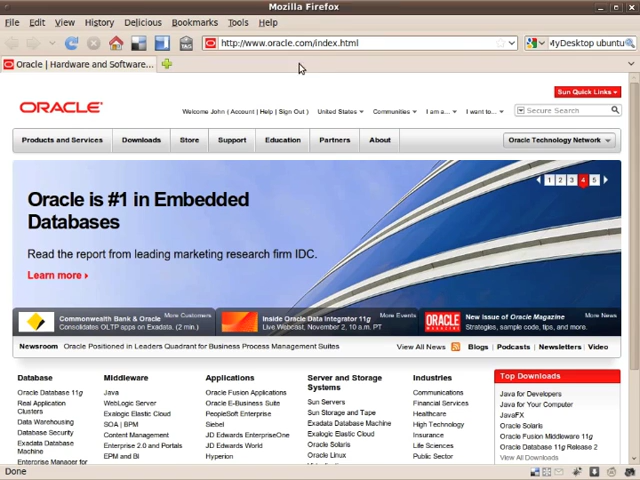 Mozilla Firefox
File Edit View History Delicious Bookmarks Tools Help
http://www.oracle.com/index.html
MyDesktop ubuntu
Oracle | Hardware and Software...
Sun Quick Links
ORACLE
Welcome John ( Account | Help | Sign Out ) United States Communities I am a... I want to... Secure Search
Products and Services Downloads Store Support Education Partners About Oracle Technology Network
1 2 3 4 5
Oracle is #1 in Embedded
Databases
Read the report from leading marketing research firm IDC.
Learn more
Commonwealth Bank & Oracle More Customers
Consolidates OLTP apps on Exadata. (2 min.)
Inside Oracle Data Integrator 11g More Events
Live Webcast, November 2, 10 a.m. PT
ORACLE
MAGAZINE
New issue of Oracle Magazine More News
Strategies, sample code, tips, and more.
Newsroom Oracle Positioned in Leaders Quadrant for Business Process Management Suites View All News Blogs | Podcasts | Newsletters | Video
Database
Oracle Database 11g
Real Application
Clusters
Data Warehousing
Database Security
Exadata Database
Machine
Enterprise Manager for
Middleware
Java
WebLogic Server
Exalogic Elastic Cloud
SOA | BPM
Content Management
Enterprise 2.0 and Portals
EPM and BI
Applications
Oracle Fusion Applications
Oracle E-Business Suite
PeopleSoft Enterprise
Siebel
JD Edwards EnterpriseOne
JD Edwards World
Hyperion
Server and Storage
Systems
Sun Servers
Sun Storage and Tape
Exadata Database Machine
Exalogic Elastic Cloud
Oracle Solaris
Oracle Linux
Industries
Communications
Financial Services
Healthcare
High Technology
Insurance
Life Sciences
Public Sector
Top Downloads
Java for Developers
Java for Your Computer
JavaFX
Oracle Solaris
Oracle Fusion Middleware 11g
Oracle Database 11g Release 2
View All Downloads
Done